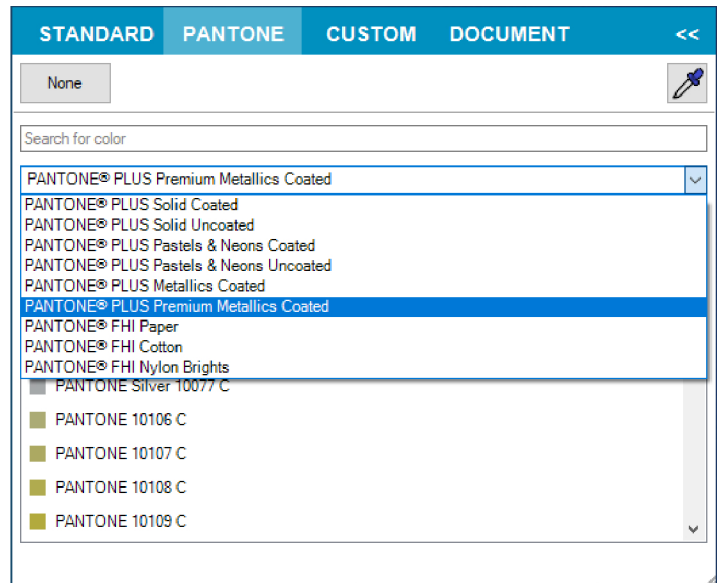 STANDARD PANTONE CUSTOM DOCUMENT <<
None
Search for color
PANTONE® PLUS Premium Metallics Coated
PANTONE® PLUS Solid Coated
PANTONE® PLUS Solid Uncoated
PANTONE® PLUS Pastels & Neons Coated
PANTONE® PLUS Pastels & Neons Uncoated
PANTONE® PLUS Metallics Coated
PANTONE® PLUS Premium Metallics Coated
PANTONE® FHI Paper
PANTONE® FHI Cotton
PANTONE® FHI Nylon Brights
PANTONE Silver 10077 C
PANTONE 10106 C
PANTONE 10107 C
PANTONE 10108 C
PANTONE 10109 C